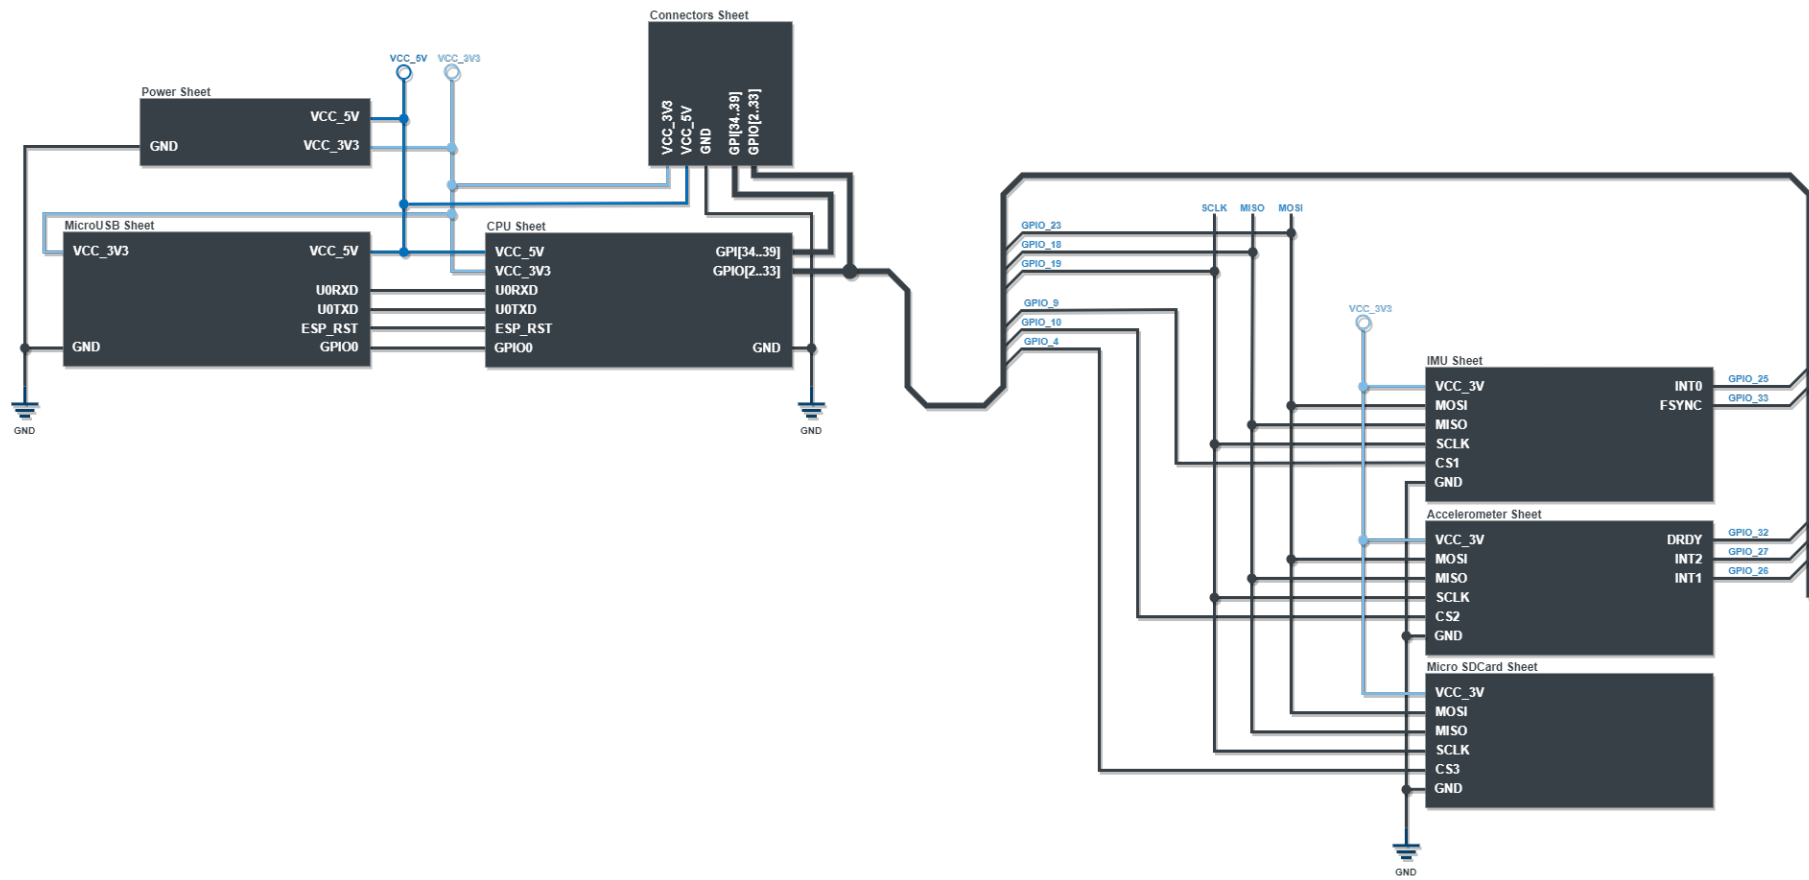 Connectors Sheet
VCC_3V3
VCC_5V
GND
GPI[34..39]
GPIO[2..33]
VCC_5V
VCC_3V3
Power Sheet
VCC_5V
GND
VCC_3V3
MicroUSB Sheet
VCC_3V3
VCC_5V
U0RXD
U0TXD
ESP_RST
GND
GPIO0
GND
CPU Sheet
VCC_5V
GPI[34..39]
VCC_3V3
GPIO[2..33]
U0RXD
U0TXD
ESP_RST
GPIO0
GND
GND
SCLK
MISO
MOSI
GPIO_23
GPIO_18
GPIO_19
GPIO_9
GPIO_10
GPIO_4
VCC_3V3
IMU Sheet
VCC_3V
INT0
GPIO_25
MOSI
FSYNC
GPIO_33
MISO
SCLK
CS1
GND
Accelerometer Sheet
VCC_3V
DRDY
GPIO_32
MOSI
INT2
GPIO_27
MISO
INT1
GPIO_26
SCLK
CS2
GND
Micro SDCard Sheet
VCC_3V
MOSI
MISO
SCLK
CS3
GND
GND